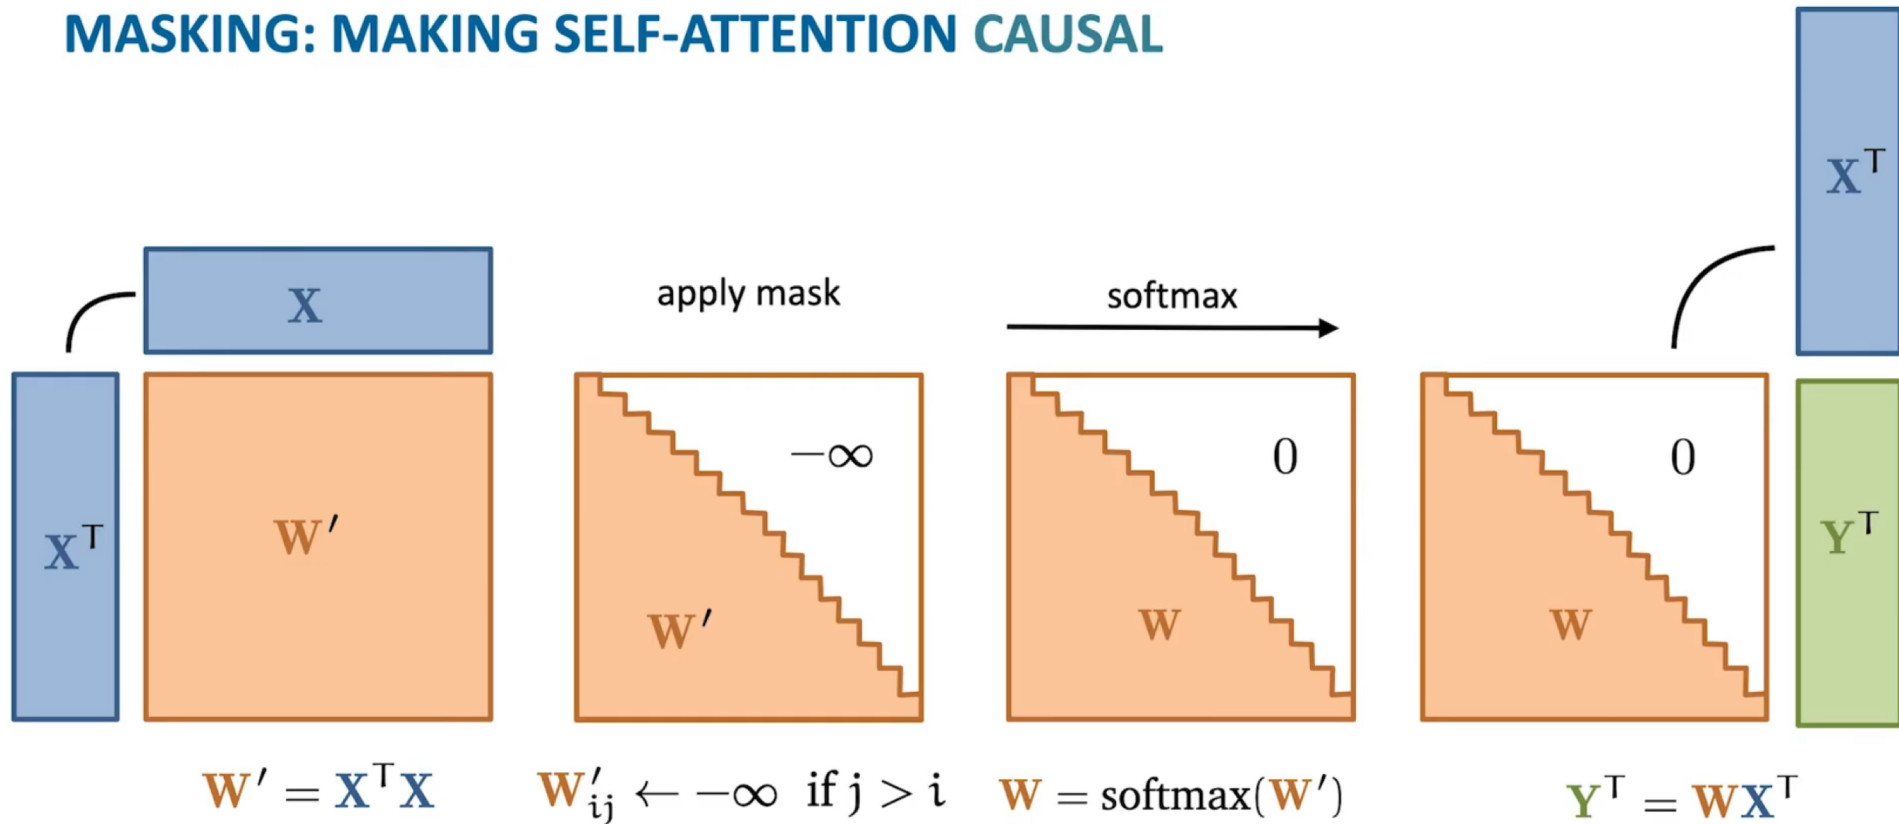 MASKING: MAKING SELF-ATTENTION CAUSAL
X
apply mask
softmax
Xᵀ
Xᵀ
W′
−∞
W′
0
W
0
W
Yᵀ
W′ = XᵀX
W′ij ← −∞ if j > i
W = softmax(W′)
Yᵀ = WXᵀ